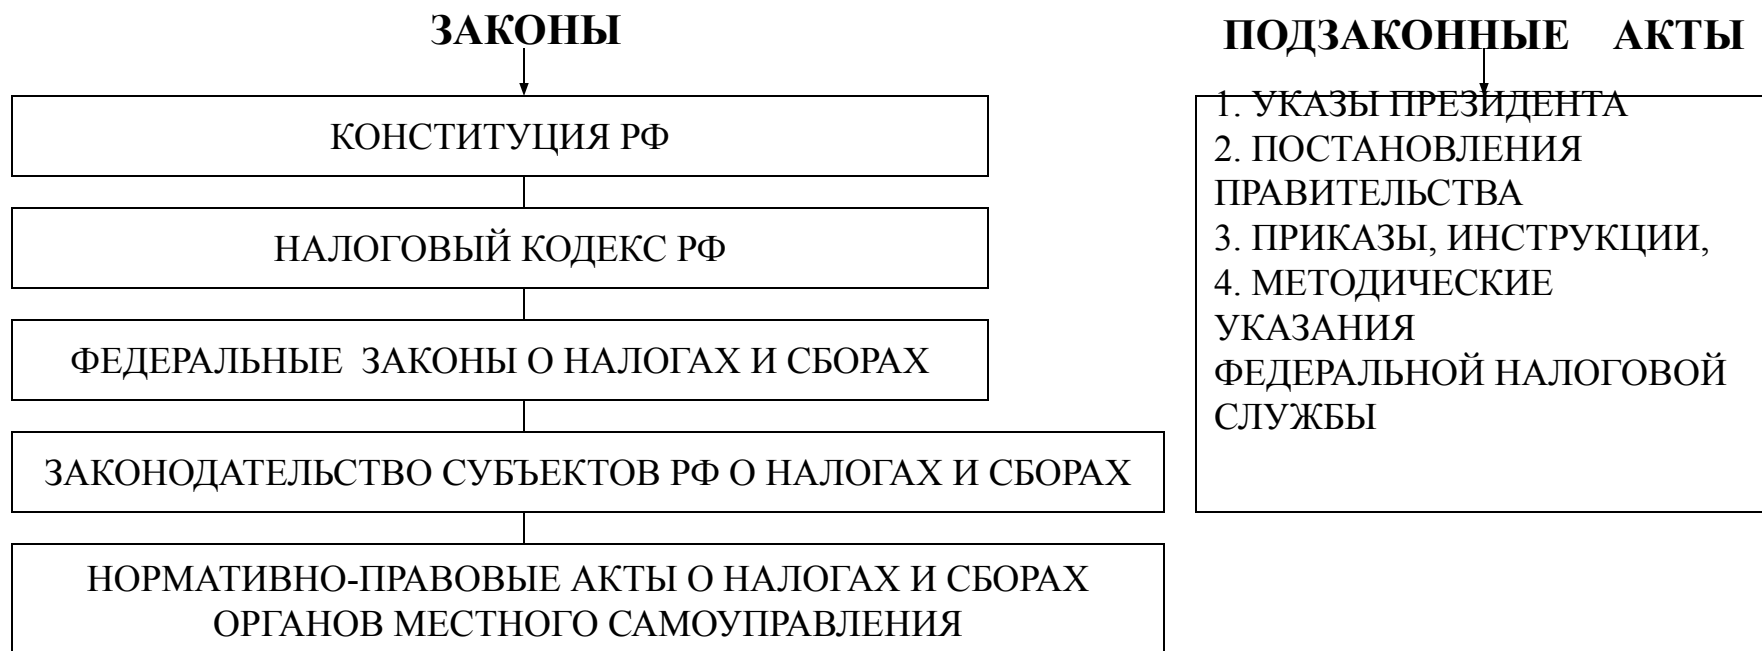 ЗАКОНЫ
КОНСТИТУЦИЯ РФ
НАЛОГОВЫЙ КОДЕКС РФ
ФЕДЕРАЛЬНЫЕ ЗАКОНЫ О НАЛОГАХ И СБОРАХ
ЗАКОНОДАТЕЛЬСТВО СУБЪЕКТОВ РФ О НАЛОГАХ И СБОРАХ
НОРМАТИВНО-ПРАВОВЫЕ АКТЫ О НАЛОГАХ И СБОРАХ
ОРГАНОВ МЕСТНОГО САМОУПРАВЛЕНИЯ
ПОДЗАКОННЫЕ АКТЫ
1. УКАЗЫ ПРЕЗИДЕНТА
2. ПОСТАНОВЛЕНИЯ
ПРАВИТЕЛЬСТВА
3. ПРИКАЗЫ, ИНСТРУКЦИИ,
4. МЕТОДИЧЕСКИЕ
УКАЗАНИЯ
ФЕДЕРАЛЬНОЙ НАЛОГОВОЙ
СЛУЖБЫ